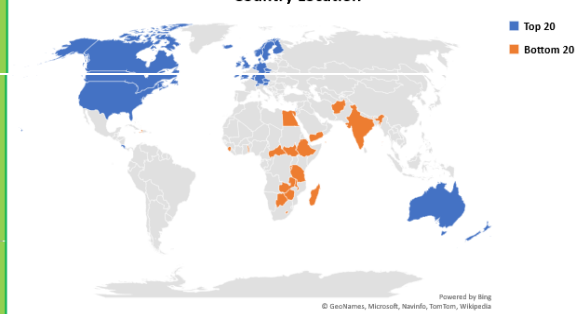 Country Location
Top 20
Bottom 20
Powered by Bing
© GeoNames, Microsoft, Navinfo, TomTom, Wikipedia